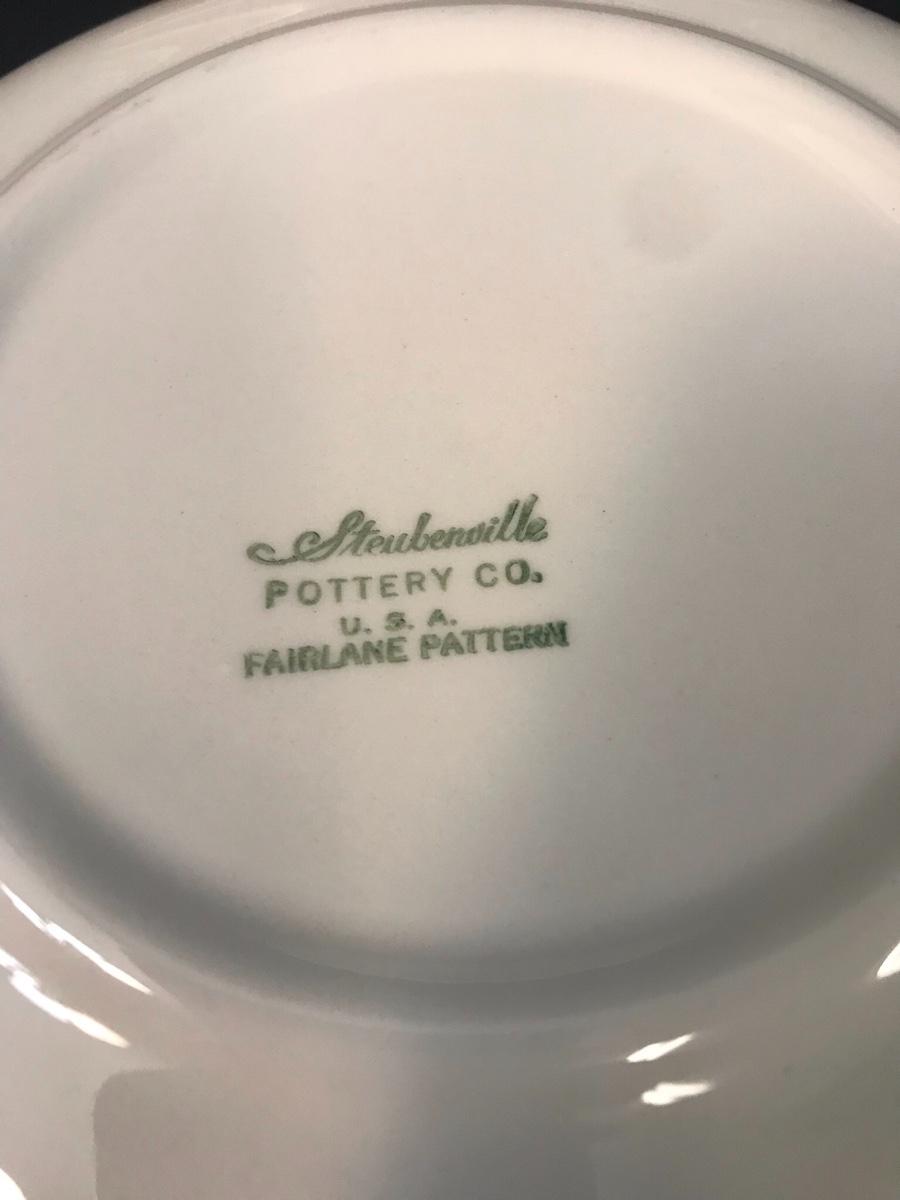 Steubenville
POTTERY CO.
U. S. A.
FAIRLANE PATTERN